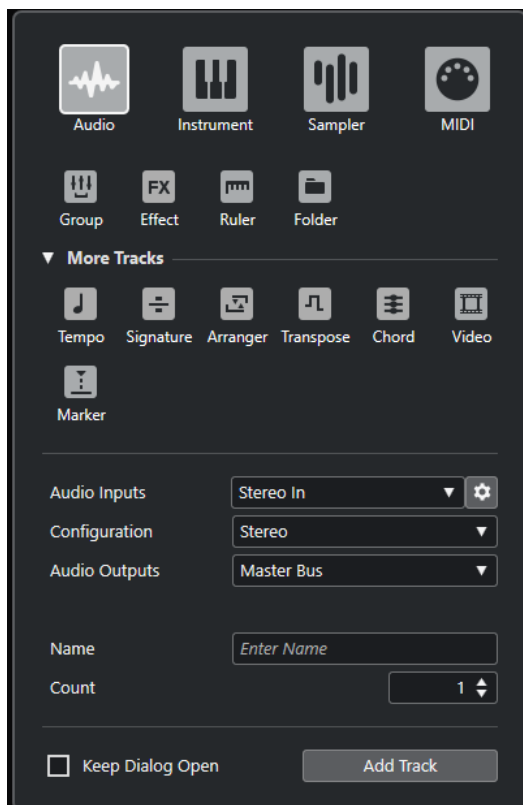 Audio Instrument Sampler MIDI
FX
Group Effect Ruler Folder
▼ More Tracks
Tempo Signature Arranger Transpose Chord Video
Marker
Audio Inputs Stereo In
Configuration Stereo
Audio Outputs Master Bus
Name Enter Name
Count 1
Keep Dialog Open Add Track